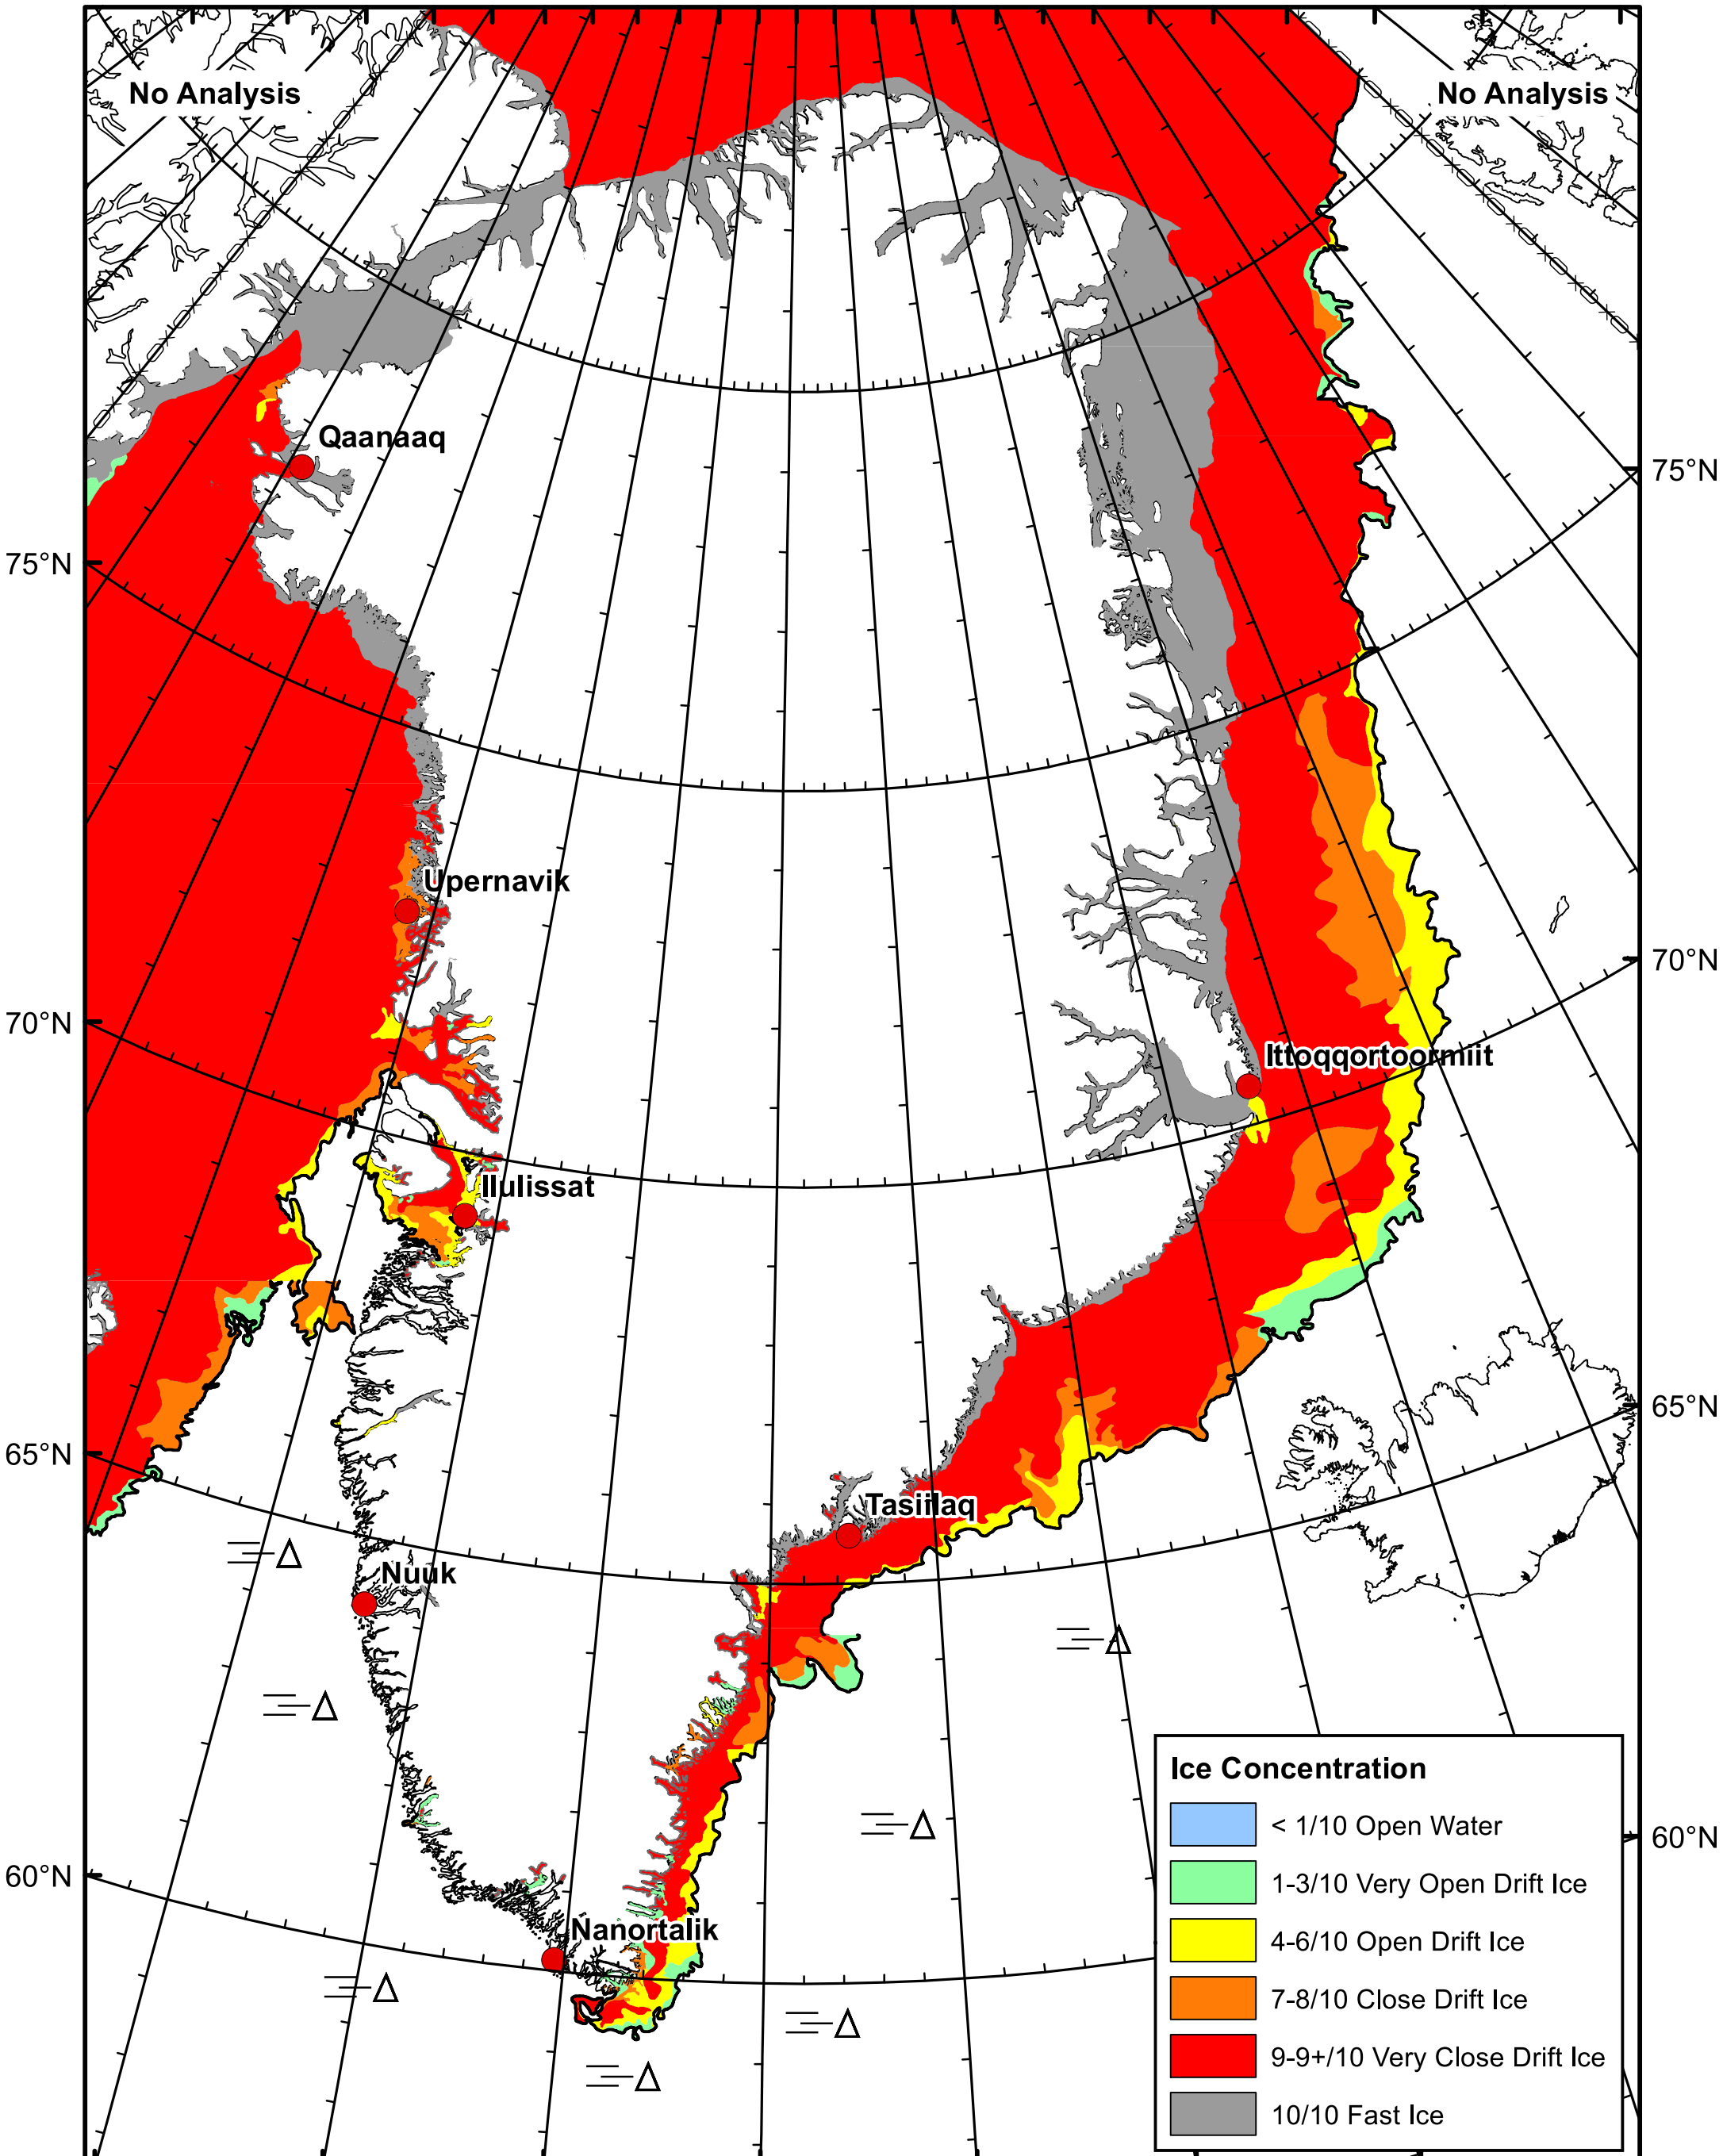 No Analysis
No Analysis
Qaanaaq
75°N
75°N
Upernavik
70°N
70°N
Ittoqqortoormiit
Ilulissat
65°N
65°N
Tasiilaq
Nuuk
60°N
60°N
Nanortalik
Ice Concentration
< 1/10 Open Water
1-3/10 Very Open Drift Ice
4-6/10 Open Drift Ice
7-8/10 Close Drift Ice
9-9+/10 Very Close Drift Ice
10/10 Fast Ice